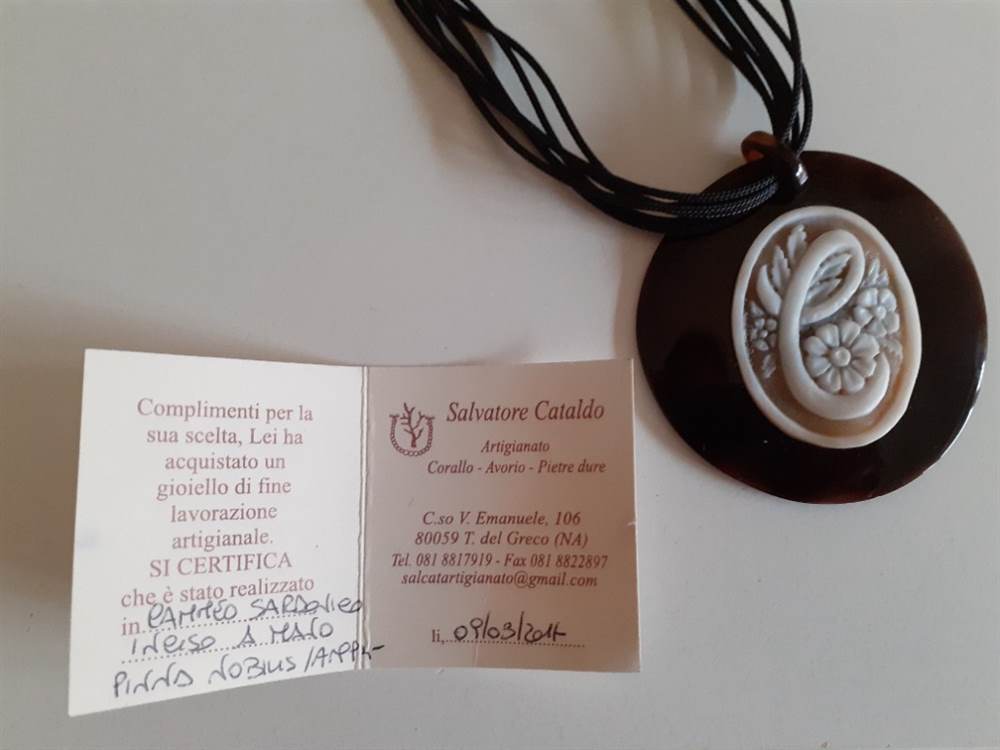 Complimenti per la
sua scelta, Lei ha
acquistato un
gioiello di fine
lavorazione
artigianale.
SI CERTIFICA
che è stato realizzato
in CAMMEO SARDONICO
INCISO A MANO
PINNA NOBILIS
Salvatore Cataldo
Artigianato
Corallo - Avorio - Pietre dure
C.so V. Emanuele, 106
80059 T. del Greco (NA)
Tel. 081 8817919 - Fax 081 8822897
salcatartigianato@gmail.com
li, 09/03/2017